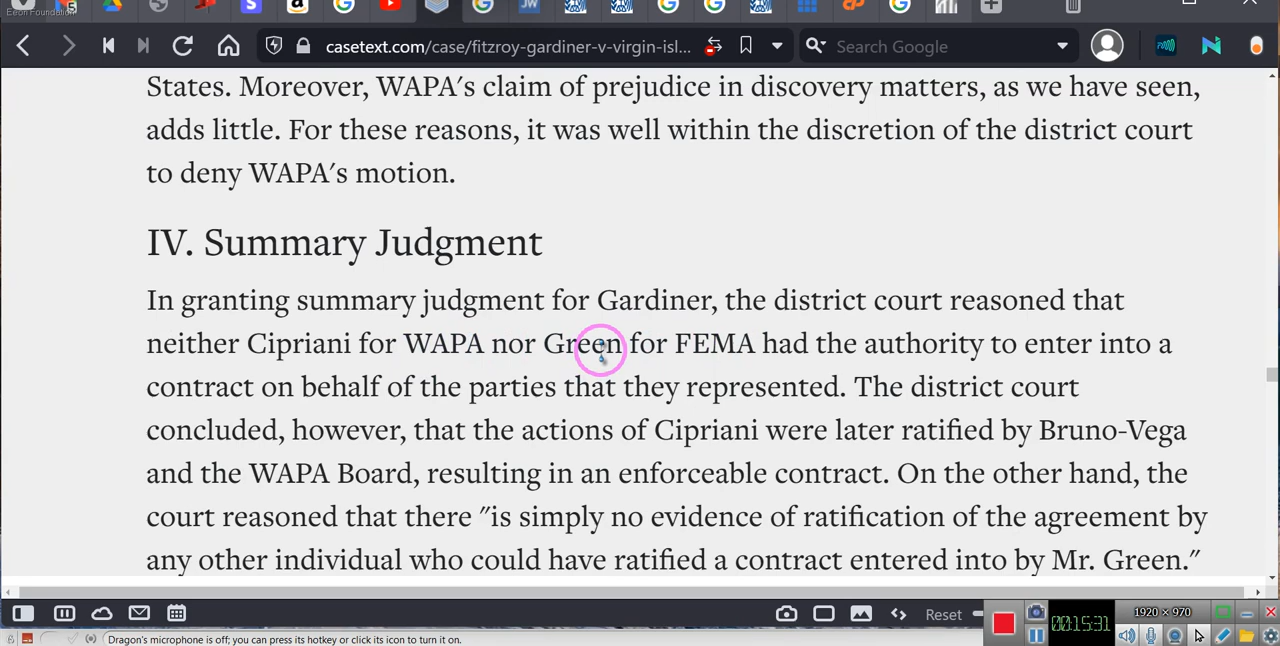 Eeon Foundation
S
a
G
JW
casetext.com/case/fitzroy-gardiner-v-virgin-isl...
Search Google
States. Moreover, WAPA's claim of prejudice in discovery matters, as we have seen,
adds little. For these reasons, it was well within the discretion of the district court
to deny WAPA's motion.
IV. Summary Judgment
In granting summary judgment for Gardiner, the district court reasoned that
neither Cipriani for WAPA nor Green for FEMA had the authority to enter into a
contract on behalf of the parties that they represented. The district court
concluded, however, that the actions of Cipriani were later ratified by Bruno-Vega
and the WAPA Board, resulting in an enforceable contract. On the other hand, the
court reasoned that there "is simply no evidence of ratification of the agreement by
any other individual who could have ratified a contract entered into by Mr. Green."
Reset
00:15:31
1920 × 970
Dragon's microphone is off; you can press its hotkey or click its icon to turn it on.